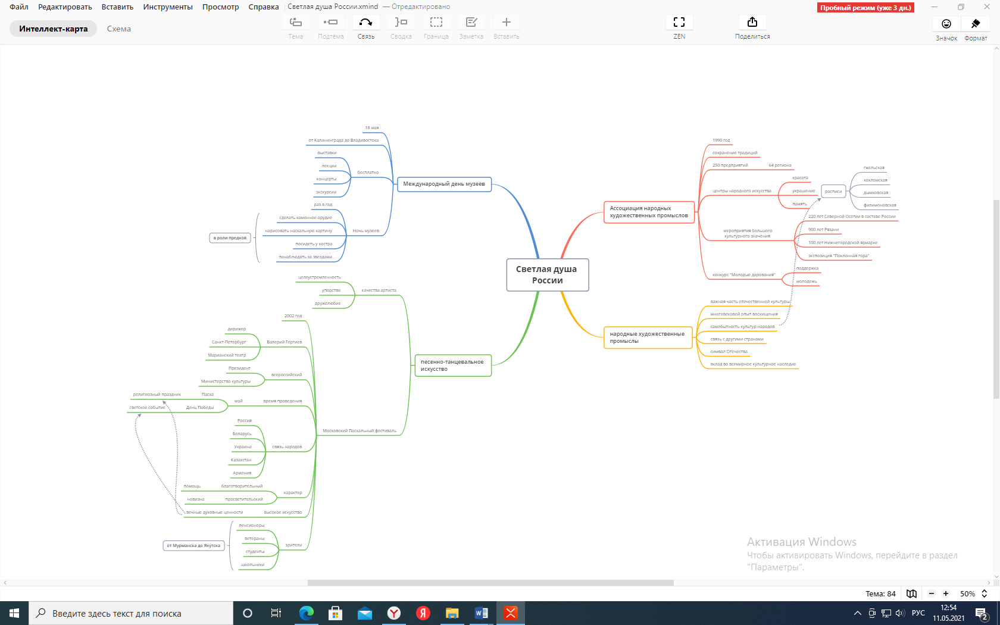 Файл Редактировать Вставить Инструменты Просмотр Справка Светлая душа России.xmind — Отредактировано Пробный режим (уже 3 дн.)
Интеллект-карта Схема
Тема Подтема Связь Сводка Граница Заметка Вставить ZEN Поделиться Значок Формат
Светлая душа
России
Международный день музеев
18 мая
от Калининграда до Владивостока
бесплатно
выставки
лекции
концерты
экскурсии
Ночь музеев
раз в год
сделать каменное орудие
нарисовать наскальную картину
посидеть у костра
понаблюдать за звездами
в роли предков
песенно-танцевальное
искусство
качества артиста
целеустремленность
упорство
дружелюбие
Московский Пасхальный фестиваль
2002 год
Валерий Гергиев
дирижер
Санкт-Петербург
Марианский театр
всероссийский
Президент
Министерство культуры
время проведения
май
Пасха
религиозный праздник
День Победы
светское событие
связь народов
Россия
Беларусь
Украина
Казахстан
Армения
характер
благотворительный
помощь
просветительский
новизна
высокое искусство
вечные духовные ценности
зрители
пенсионеры
ветераны
студенты
школьники
от Мурманска до Якутска
Ассоциация народных
художественных промыслов
1990 год
сохранение традиций
250 предприятий
64 региона
центры народного искусства
красота
украшение
память
росписи
гжельская
хохломская
дымковская
филимоновская
мероприятия большого
культурного значения
220 лет Северной Осетии в составе России
900 лет Рязани
100 лет Нижнегородской ярмарке
экспозиция "Поклонная гора"
конкурс "Молодые дарования"
поддержка
молодежь
народные художественные
промыслы
важная часть отечественной культуры
многовековой опыт восхищения
самобытность культур народов
связь с другими странами
символ Отечества
вклад во всемирное культурное наследие
Активация Windows
Чтобы активировать Windows, перейдите в раздел
"Параметры".
Тема: 84 50%
Введите здесь текст для поиска
РУС
12:54
11.05.2021
2